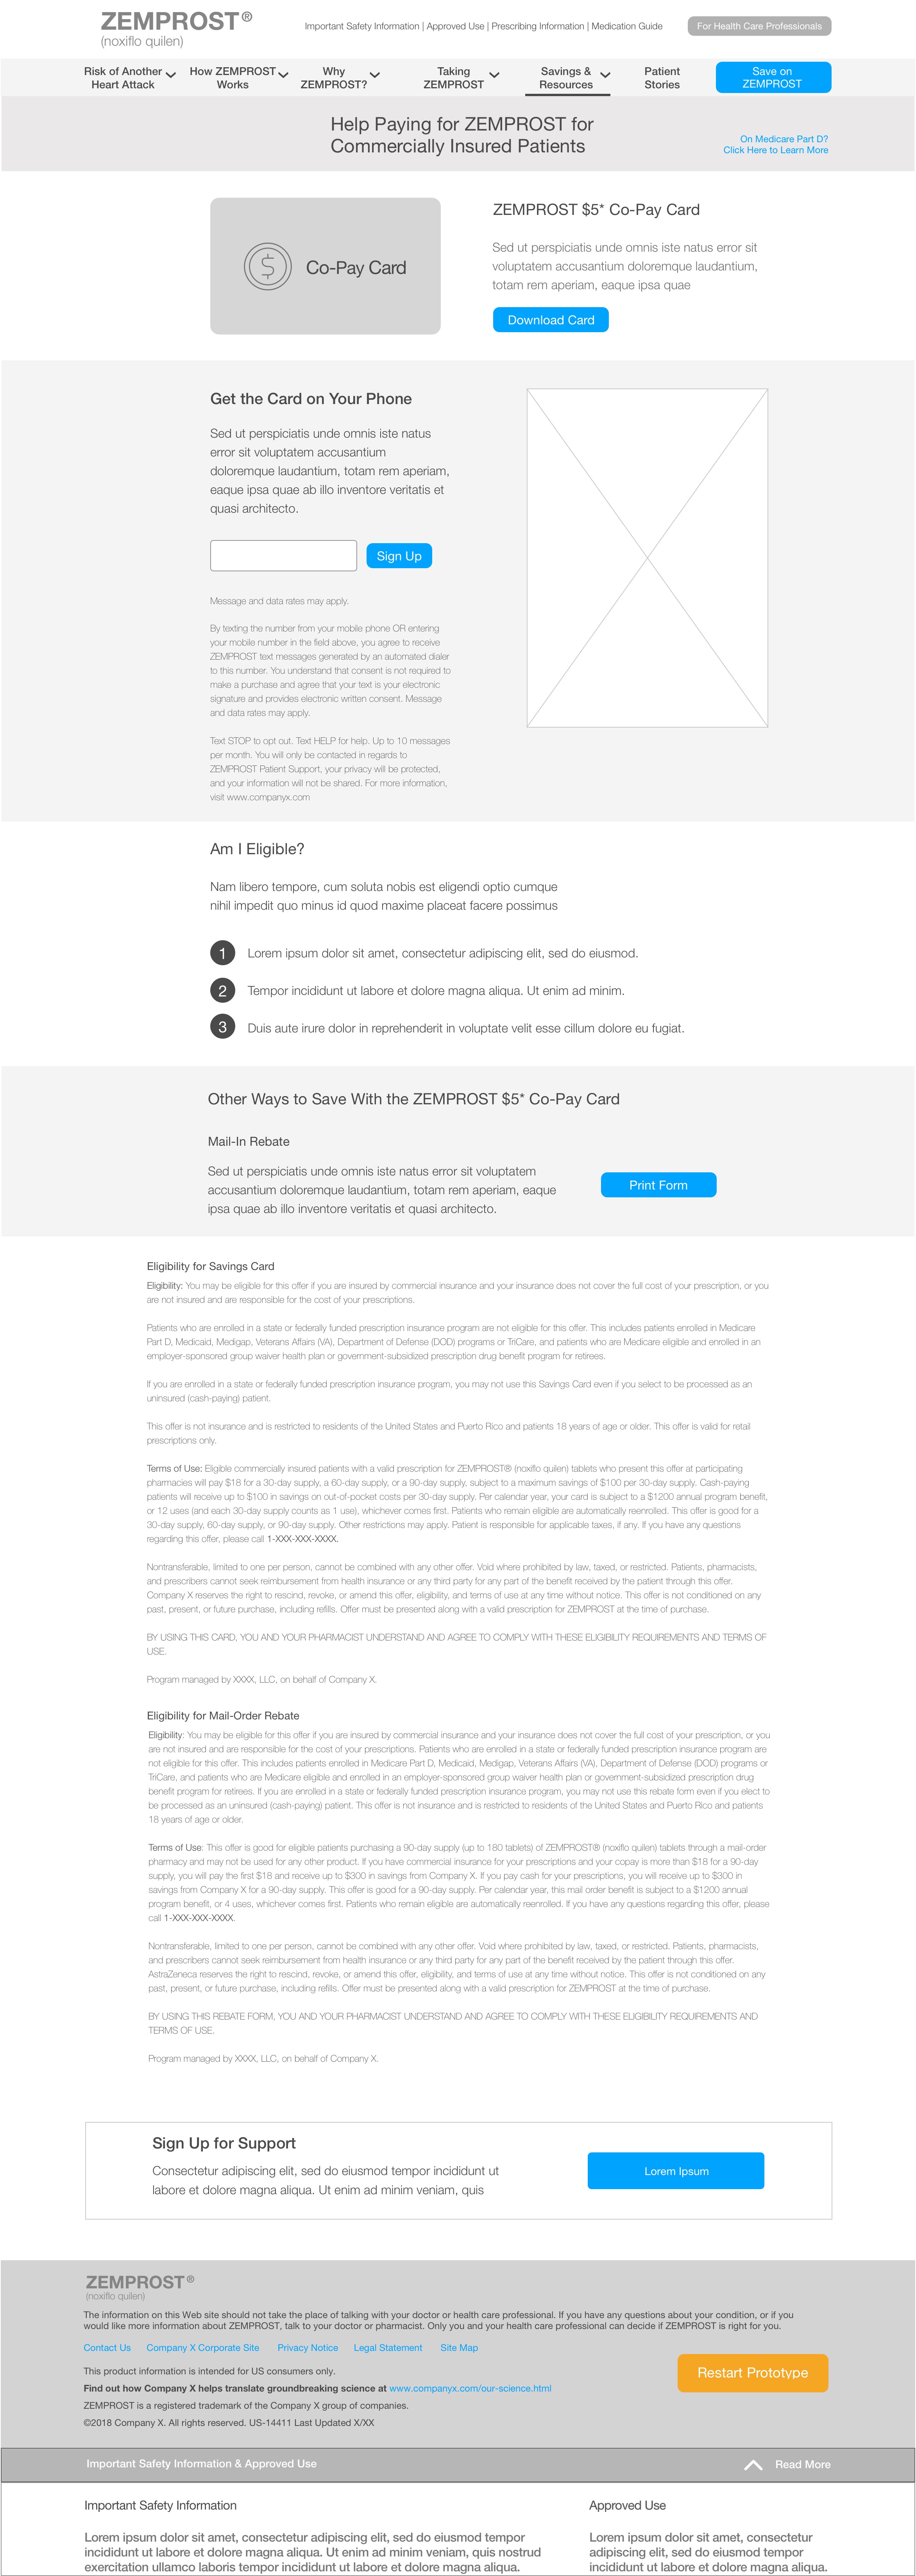 ZEMPROST®
(noxiflo quilen)
Important Safety Information | Approved Use | Prescribing Information | Medication Guide
For Health Care Professionals
Risk of Another
Heart Attack
How ZEMPROST
Works
Why
ZEMPROST?
Taking
ZEMPROST
Savings &
Resources
Patient
Stories
Save on
ZEMPROST
Help Paying for ZEMPROST for
Commercially Insured Patients
On Medicare Part D?
Click Here to Learn More
Co-Pay Card
ZEMPROST $5* Co-Pay Card
Sed ut perspiciatis unde omnis iste natus error sit
voluptatem accusantium doloremque laudantium,
totam rem aperiam, eaque ipsa quae
Download Card
Get the Card on Your Phone
Sed ut perspiciatis unde omnis iste natus
error sit voluptatem accusantium
doloremque laudantium, totam rem aperiam,
eaque ipsa quae ab illo inventore veritatis et
quasi architecto.
Sign Up
Message and data rates may apply.
By texting the number from your mobile phone OR entering
your mobile number in the field above, you agree to receive
ZEMPROST text messages generated by an automated dialer
to this number. You understand that consent is not required to
make a purchase and agree that your text is your electronic
signature and provides electronic written consent. Message
and data rates may apply.
Text STOP to opt out. Text HELP for help. Up to 10 messages
per month. You will only be contacted in regards to
ZEMPROST Patient Support, your privacy will be protected,
and your information will not be shared. For more information,
visit www.companyx.com
Am I Eligible?
Nam libero tempore, cum soluta nobis est eligendi optio cumque
nihil impedit quo minus id quod maxime placeat facere possimus
1 Lorem ipsum dolor sit amet, consectetur adipiscing elit, sed do eiusmod.
2 Tempor incididunt ut labore et dolore magna aliqua. Ut enim ad minim.
3 Duis aute irure dolor in reprehenderit in voluptate velit esse cillum dolore eu fugiat.
Other Ways to Save With the ZEMPROST $5* Co-Pay Card
Mail-In Rebate
Sed ut perspiciatis unde omnis iste natus error sit voluptatem
accusantium doloremque laudantium, totam rem aperiam, eaque
ipsa quae ab illo inventore veritatis et quasi architecto.
Print Form
Eligibility for Savings Card
Eligibility: You may be eligible for this offer if you are insured by commercial insurance and your insurance does not cover the full cost of your prescription, or you
are not insured and are responsible for the cost of your prescriptions.
Patients who are enrolled in a state or federally funded prescription insurance program are not eligible for this offer. This includes patients enrolled in Medicare
Part D, Medicaid, Medigap, Veterans Affairs (VA), Department of Defense (DOD) programs or TriCare, and patients who are Medicare eligible and enrolled in an
employer-sponsored group waiver health plan or government-subsidized prescription drug benefit program for retirees.
If you are enrolled in a state or federally funded prescription insurance program, you may not use this Savings Card even if you select to be processed as an
uninsured (cash-paying) patient.
This offer is not insurance and is restricted to residents of the United States and Puerto Rico and patients 18 years of age or older. This offer is valid for retail
prescriptions only.
Terms of Use: Eligible commercially insured patients with a valid prescription for ZEMPROST® (noxiflo quilen) tablets who present this offer at participating
pharmacies will pay $18 for a 30-day supply, a 60-day supply, or a 90-day supply, subject to a maximum savings of $100 per 30-day supply. Cash-paying
patients will receive up to $100 in savings on out-of-pocket costs per 30-day supply. Per calendar year, your card is subject to a $1200 annual program benefit,
or 12 uses (and each 30-day supply counts as 1 use), whichever comes first. Patients who remain eligible are automatically reenrolled. This offer is good for a
30-day supply, 60-day supply, or 90-day supply. Other restrictions may apply. Patient is responsible for applicable taxes, if any. If you have any questions
regarding this offer, please call 1-XXX-XXX-XXXX.
Nontransferable, limited to one per person, cannot be combined with any other offer. Void where prohibited by law, taxed, or restricted. Patients, pharmacists,
and prescribers cannot seek reimbursement from health insurance or any third party for any part of the benefit received by the patient through this offer.
Company X reserves the right to rescind, revoke, or amend this offer, eligibility, and terms of use at any time without notice. This offer is not conditioned on any
past, present, or future purchase, including refills. Offer must be presented along with a valid prescription for ZEMPROST at the time of purchase.
BY USING THIS CARD, YOU AND YOUR PHARMACIST UNDERSTAND AND AGREE TO COMPLY WITH THESE ELIGIBILITY REQUIREMENTS AND TERMS OF
USE.
Program managed by XXXX, LLC, on behalf of Company X.
Eligibility for Mail-Order Rebate
Eligibility: You may be eligible for this offer if you are insured by commercial insurance and your insurance does not cover the full cost of your prescription, or you
are not insured and are responsible for the cost of your prescriptions. Patients who are enrolled in a state or federally funded prescription insurance program are
not eligible for this offer. This includes patients enrolled in Medicare Part D, Medicaid, Medigap, Veterans Affairs (VA), Department of Defense (DOD) programs or
TriCare, and patients who are Medicare eligible and enrolled in an employer-sponsored group waiver health plan or government-subsidized prescription drug
benefit program for retirees. If you are enrolled in a state or federally funded prescription insurance program, you may not use this rebate form even if you elect to
be processed as an uninsured (cash-paying) patient. This offer is not insurance and is restricted to residents of the United States and Puerto Rico and patients
18 years of age or older.
Terms of Use: This offer is good for eligible patients purchasing a 90-day supply (up to 180 tablets) of ZEMPROST® (noxiflo quilen) tablets through a mail-order
pharmacy and may not be used for any other product. If you have commercial insurance for your prescriptions and your copay is more than $18 for a 90-day
supply, you will pay the first $18 and receive up to $300 in savings from Company X. If you pay cash for your prescriptions, you will receive up to $300 in
savings from Company X for a 90-day supply. This offer is good for a 90-day supply. Per calendar year, this mail order benefit is subject to a $1200 annual
program benefit, or 4 uses, whichever comes first. Patients who remain eligible are automatically reenrolled. If you have any questions regarding this offer, please
call 1-XXX-XXX-XXXX.
Nontransferable, limited to one per person, cannot be combined with any other offer. Void where prohibited by law, taxed, or restricted. Patients, pharmacists,
and prescribers cannot seek reimbursement from health insurance or any third party for any part of the benefit received by the patient through this offer.
AstraZeneca reserves the right to rescind, revoke, or amend this offer, eligibility, and terms of use at any time without notice. This offer is not conditioned on any
past, present, or future purchase, including refills. Offer must be presented along with a valid prescription for ZEMPROST at the time of purchase.
BY USING THIS REBATE FORM, YOU AND YOUR PHARMACIST UNDERSTAND AND AGREE TO COMPLY WITH THESE ELIGIBILITY REQUIREMENTS AND
TERMS OF USE.
Program managed by XXXX, LLC, on behalf of Company X.
Sign Up for Support
Consectetur adipiscing elit, sed do eiusmod tempor incididunt ut
labore et dolore magna aliqua. Ut enim ad minim veniam, quis
Lorem Ipsum
ZEMPROST®
(noxiflo quilen)
The information on this Web site should not take the place of talking with your doctor or health care professional. If you have any questions about your condition, or if you
would like more information about ZEMPROST, talk to your doctor or pharmacist. Only you and your health care professional can decide if ZEMPROST is right for you.
Contact Us Company X Corporate Site Privacy Notice Legal Statement Site Map
This product information is intended for US consumers only.
Restart Prototype
Find out how Company X helps translate groundbreaking science at www.companyx.com/our-science.html
ZEMPROST is a registered trademark of the Company X group of companies.
©2018 Company X. All rights reserved. US-14411 Last Updated X/XX
Important Safety Information & Approved Use
Read More
Important Safety Information
Lorem ipsum dolor sit amet, consectetur adipiscing elit, sed do eiusmod tempor
incididunt ut labore et dolore magna aliqua. Ut enim ad minim veniam, quis nostrud
exercitation ullamco laboris tempor incididunt ut labore et dolore magna aliqua.
Approved Use
Lorem ipsum dolor sit amet, consectetur
adipiscing elit, sed do eiusmod tempor
incididunt ut labore et dolore magna aliqua.